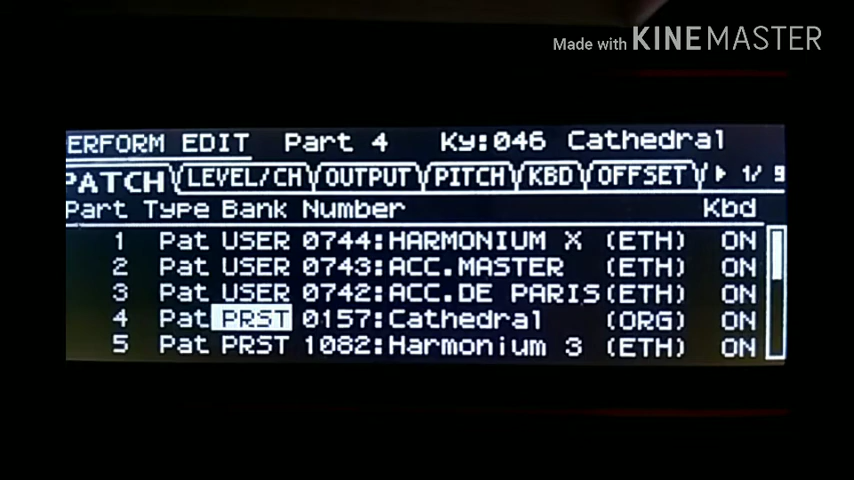 Made with KINEMASTER
ERFORM EDIT Part 4 Ky:046 Cathedral
PATCH LEVEL/CH OUTPUT PITCH KBD OFFSET 1/ 9
Part Type Bank Number Kbd
1 Pat USER 0744:HARMONIUM X (ETH) ON
2 Pat USER 0743:ACC.MASTER (ETH) ON
3 Pat USER 0742:ACC.DE PARIS(ETH) ON
4 Pat PRST 0157:Cathedral (ORG) ON
5 Pat PRST 1082:Harmonium 3 (ETH) ON